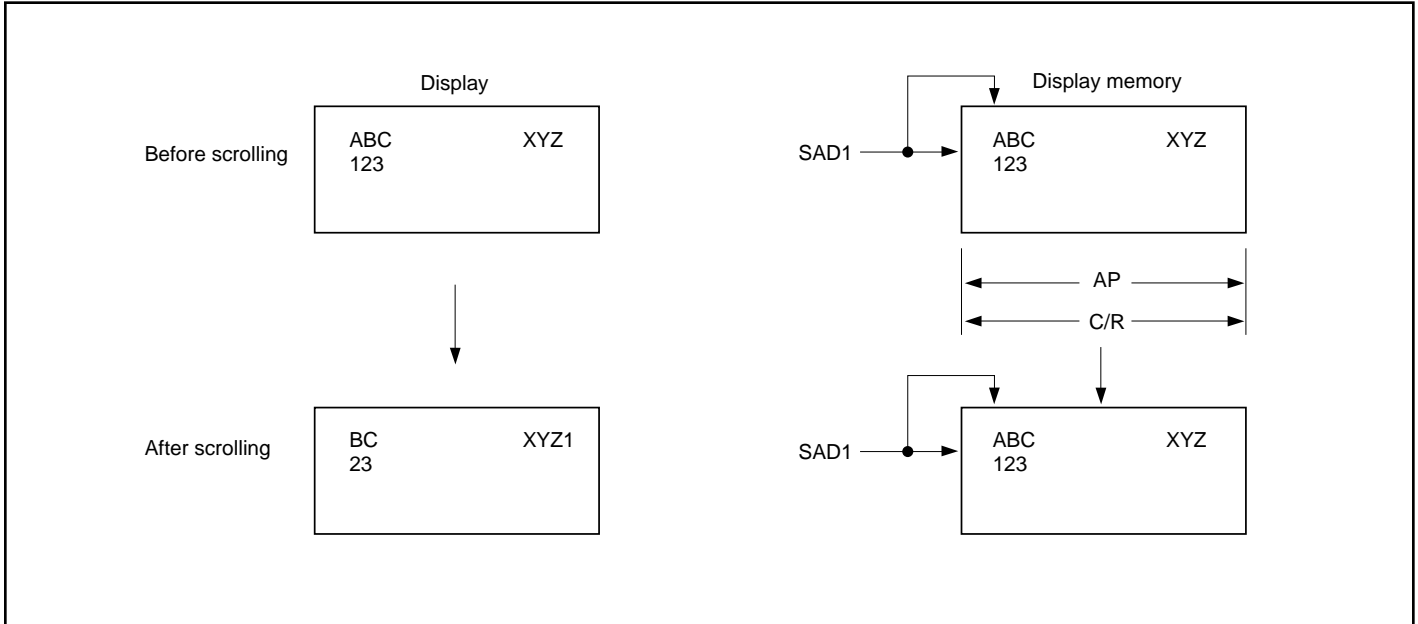 Display
Display memory
Before scrolling
ABC XYZ
123
SAD1
ABC XYZ
123
AP
C/R
After scrolling
BC XYZ1
23
SAD1
ABC XYZ
123